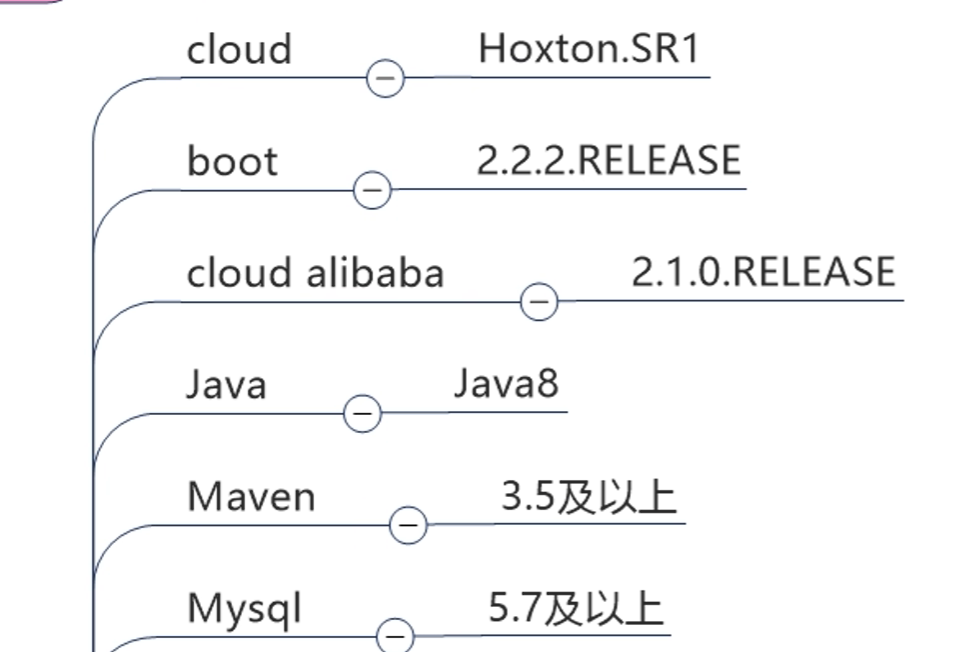 cloud Hoxton.SR1
boot 2.2.2.RELEASE
cloud alibaba 2.1.0.RELEASE
Java Java8
Maven 3.5及以上
Mysql 5.7及以上